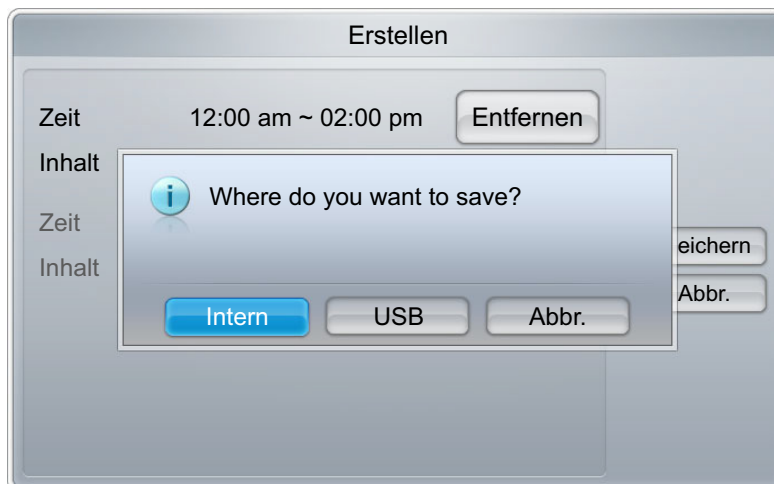 Erstellen
Zeit 12:00 am ~ 02:00 pm Entfernen
Inhalt
Where do you want to save?
Zeit
Inhalt
eichern
Abbr.
Intern USB Abbr.